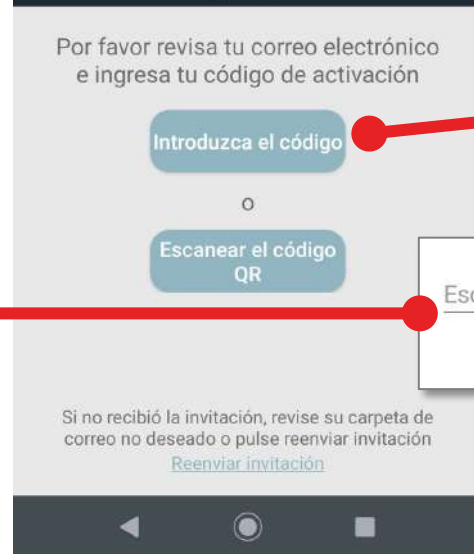 Por favor revisa tu correo electrónico
e ingresa tu código de activación
Introduzca el código
o
Escanear el código
QR
Si no recibió la invitación, revise su carpeta de
correo no deseado o pulse reenviar invitación
Reenviar invitación